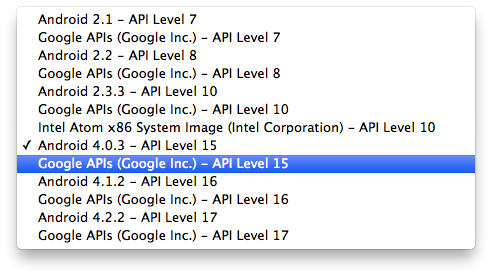 Android 2.1 – API Level 7
Google APIs (Google Inc.) – API Level 7
Android 2.2 – API Level 8
Google APIs (Google Inc.) – API Level 8
Android 2.3.3 – API Level 10
Google APIs (Google Inc.) – API Level 10
Intel Atom x86 System Image (Intel Corporation) – API Level 10
✓ Android 4.0.3 – API Level 15
Google APIs (Google Inc.) – API Level 15
Android 4.1.2 – API Level 16
Google APIs (Google Inc.) – API Level 16
Android 4.2.2 – API Level 17
Google APIs (Google Inc.) – API Level 17